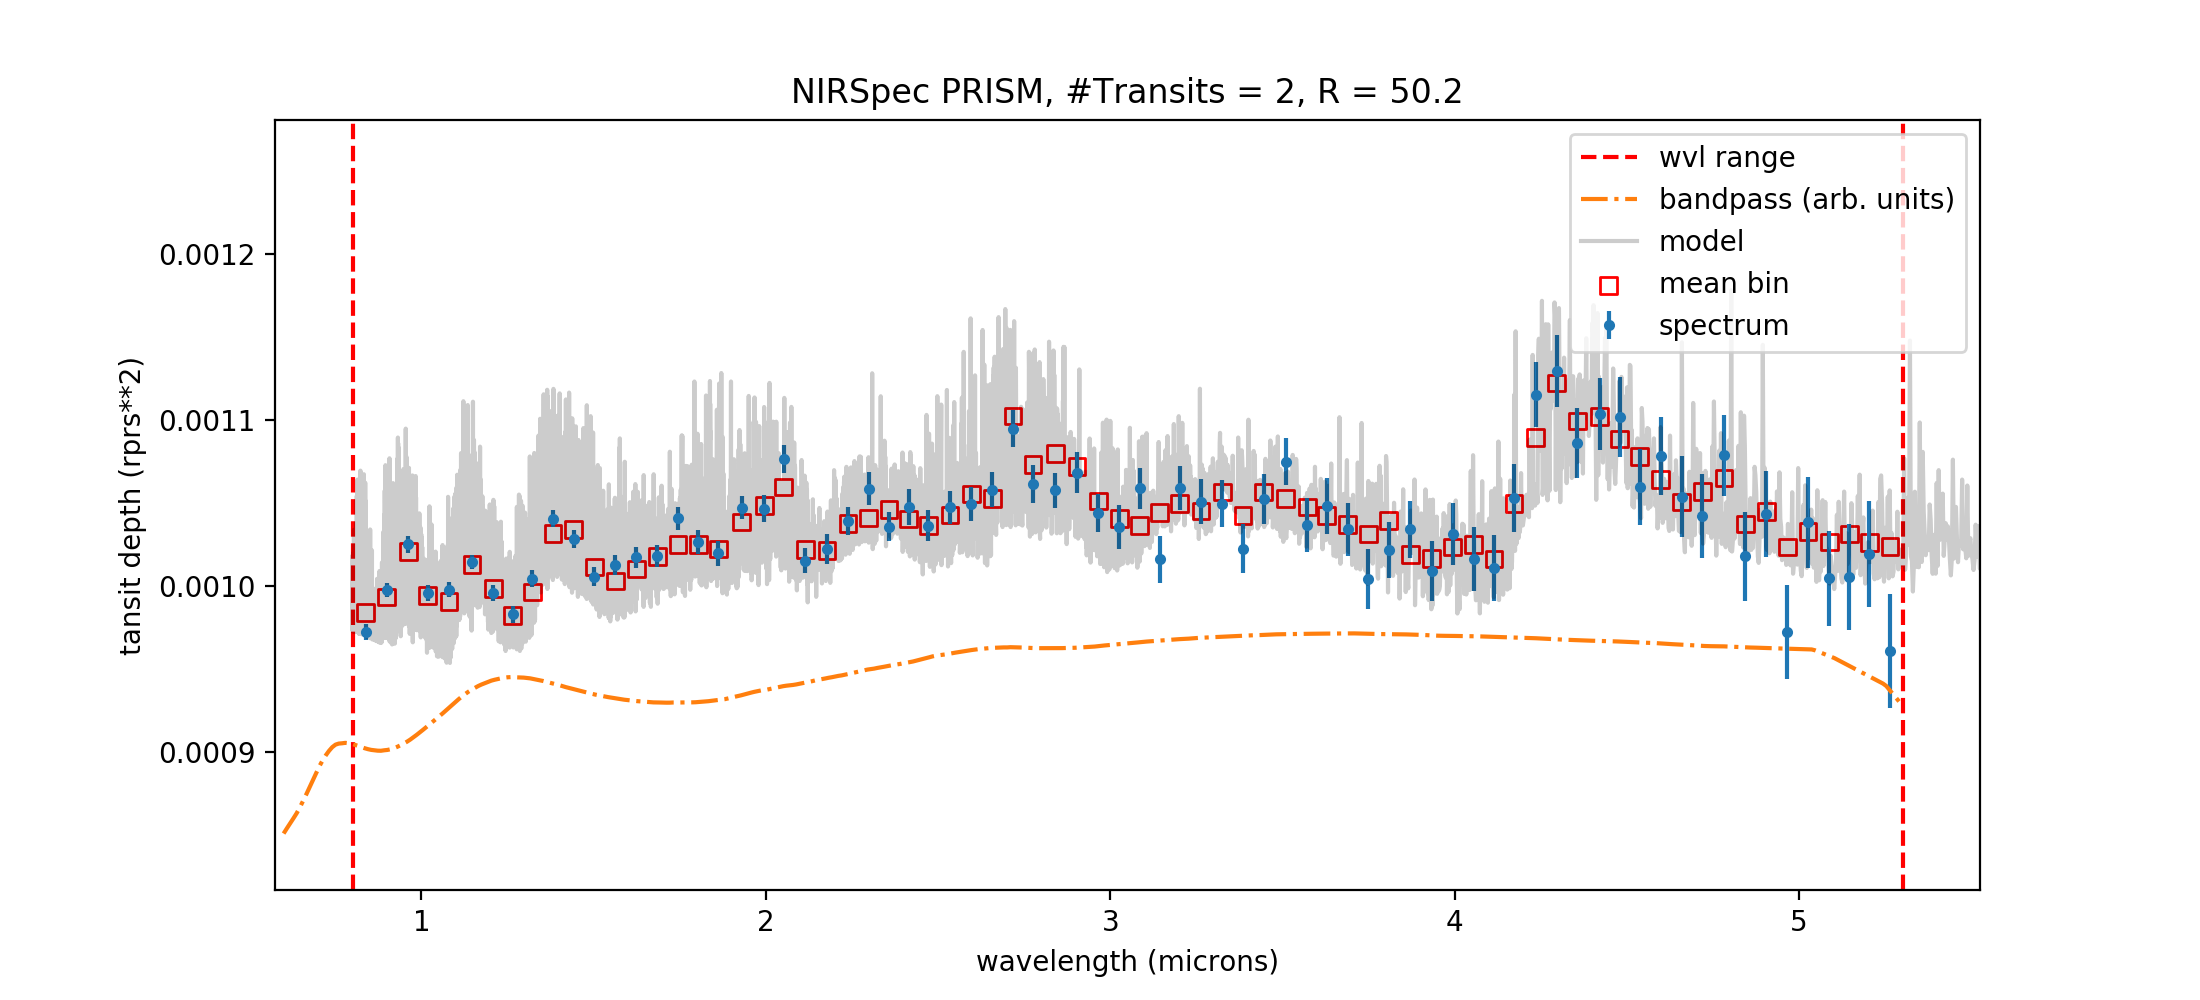 NIRSpec PRISM, #Transits = 2, R = 50.2
wvl range
bandpass (arb. units)
model
mean bin
spectrum
0.0012
0.0011
0.0010
0.0009
tansit depth (rprs**2)
1 2 3 4 5
wavelength (microns)